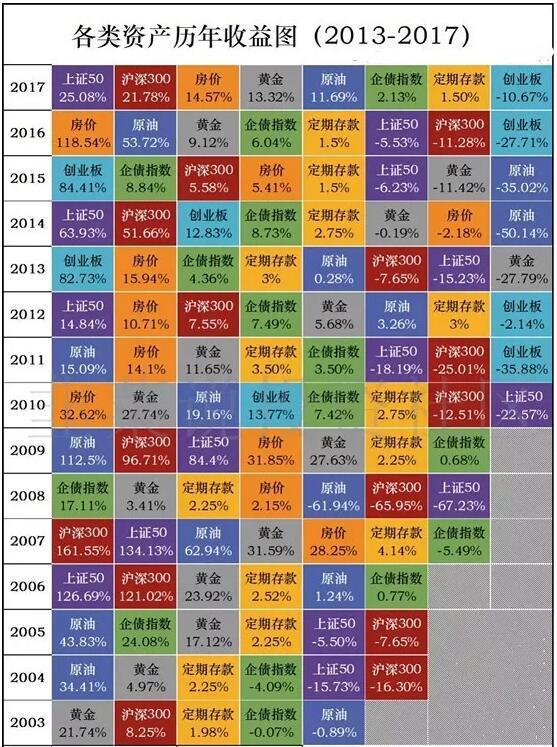 各类资产历年收益图（2013-2017）
2017 上证50 沪深300 房价 黄金 原油 企债指数 定期存款 创业板
25.08% 21.78% 14.57% 13.32% 11.69% 2.13% 1.50% -10.67%
2016 房价 原油 黄金 企债指数 定期存款 上证50 沪深300 创业板
118.54% 53.72% 9.12% 6.04% 1.5% -5.53% -11.28% -27.71%
2015 创业板 企债指数 沪深300 房价 定期存款 上证50 黄金 原油
84.41% 8.84% 5.58% 5.41% 1.5% -6.23% -11.42% -35.02%
2014 上证50 沪深300 创业板 企债指数 定期存款 黄金 房价 原油
63.93% 51.66% 12.83% 8.73% 2.75% -0.19% -2.18% -50.14%
2013 创业板 房价 企债指数 定期存款 原油 沪深300 上证50 黄金
82.73% 15.94% 4.36% 3% 0.28% -7.65% -15.23% -27.79%
2012 上证50 房价 沪深300 企债指数 黄金 原油 定期存款 创业板
14.84% 10.71% 7.55% 7.49% 5.68% 3.26% 3% -2.14%
2011 原油 房价 黄金 定期存款 企债指数 上证50 沪深300 创业板
15.09% 14.1% 11.65% 3.50% 3.50% -18.19% -25.01% -35.88%
2010 房价 黄金 原油 创业板 企债指数 定期存款 沪深300 上证50
32.62% 27.74% 19.16% 13.77% 7.42% 2.75% -12.51% -22.57%
2009 原油 沪深300 上证50 房价 黄金 定期存款 企债指数
112.5% 96.71% 84.4% 31.85% 27.63% 2.25% 0.68%
2008 企债指数 黄金 定期存款 房价 原油 沪深300 上证50
17.11% 3.41% 2.25% 2.15% -61.94% -65.95% -67.23%
2007 沪深300 上证50 原油 黄金 房价 定期存款 企债指数
161.55% 134.13% 62.94% 31.59% 28.25% 4.14% -5.49%
2006 上证50 沪深300 黄金 定期存款 原油 企债指数
126.69% 121.02% 23.92% 2.52% 1.24% 0.77%
2005 原油 企债指数 黄金 定期存款 上证50 沪深300
43.83% 24.08% 17.12% 2.25% -5.50% -7.65%
2004 原油 黄金 定期存款 企债指数 上证50 沪深300
34.41% 4.97% 2.25% -4.09% -15.73% -16.30%
2003 黄金 沪深300 定期存款 企债指数 原油
21.74% 8.25% 1.98% -0.07% -0.89%